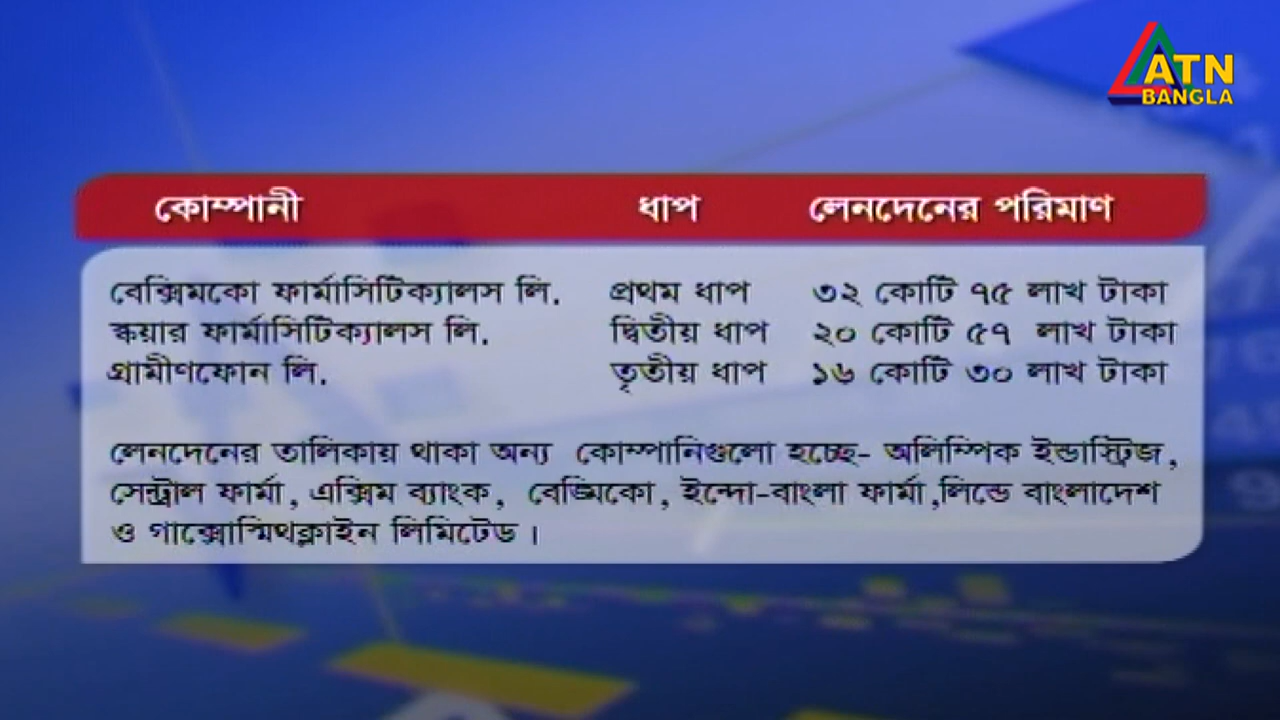 ATN
BANGLA
কোম্পানী ধাপ লেনদেনের পরিমাণ
বেক্সিমকো ফার্মাসিটিক্যালস লি. প্রথম ধাপ ৩২ কোটি ৭৫ লাখ টাকা
স্কয়ার ফার্মাসিটিক্যালস লি. দ্বিতীয় ধাপ ২০ কোটি ৫৭ লাখ টাকা
গ্রামীণফোন লি. তৃতীয় ধাপ ১৬ কোটি ৩০ লাখ টাকা
লেনদেনের তালিকায় থাকা অন্য কোম্পানিগুলো হচ্ছে- অলিম্পিক ইন্ডাস্ট্রিজ,
সেন্ট্রাল ফার্মা, এক্সিম ব্যাংক, বেক্সিমকো, ইন্দো-বাংলা ফার্মা,লিন্ডে বাংলাদেশ
ও গাক্সোস্মিথক্লাইন লিমিটেড।